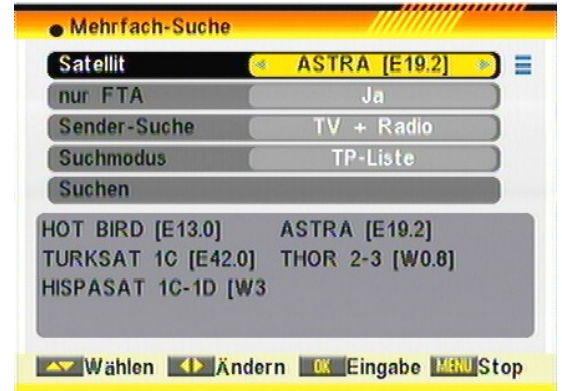 Mehrfach-Suche
Satellit ASTRA [E19.2]
nur FTA Ja
Sender-Suche TV + Radio
Suchmodus TP-Liste
Suchen
HOT BIRD [E13.0] ASTRA [E19.2]
TURKSAT 1C [E42.0] THOR 2-3 [W0.8]
HISPASAT 1C-1D [W3
Wählen Ändern OK Eingabe MENU Stop